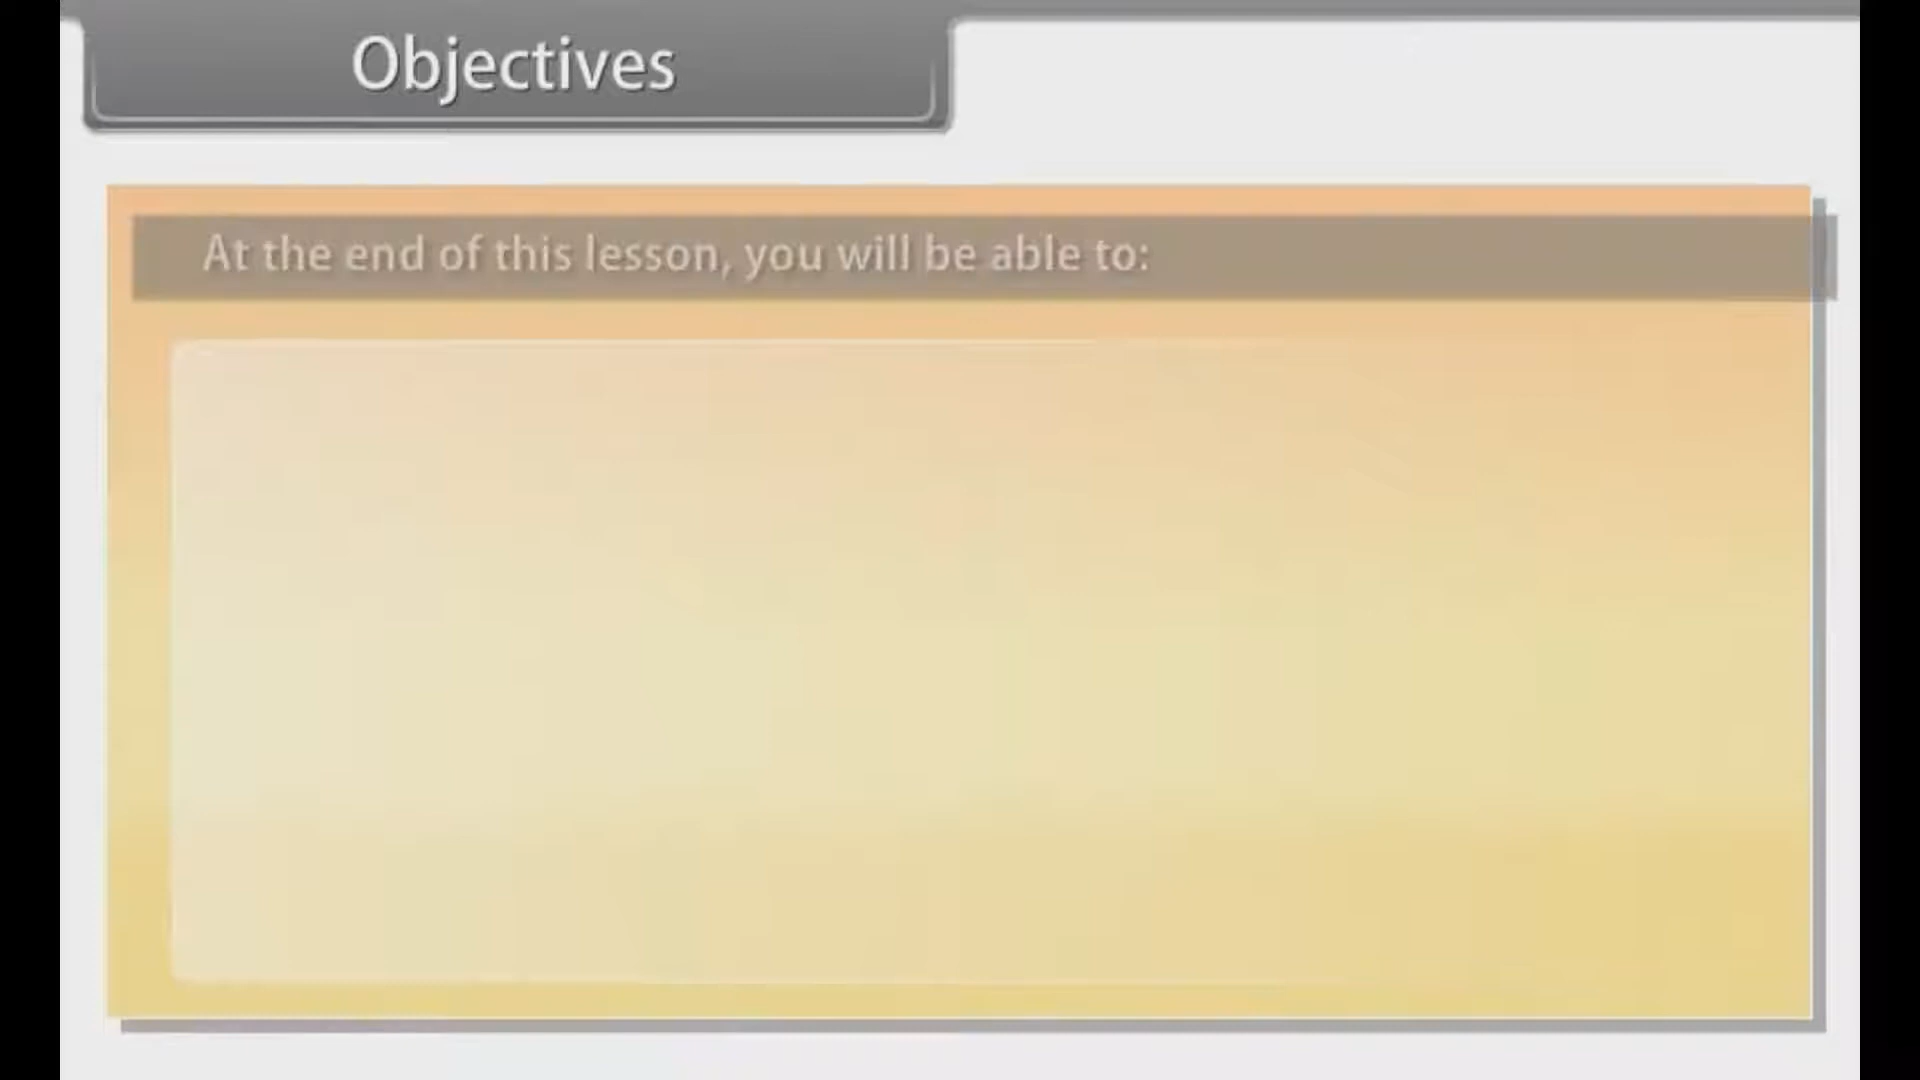 Objectives
At the end of this lesson, you will be able to: